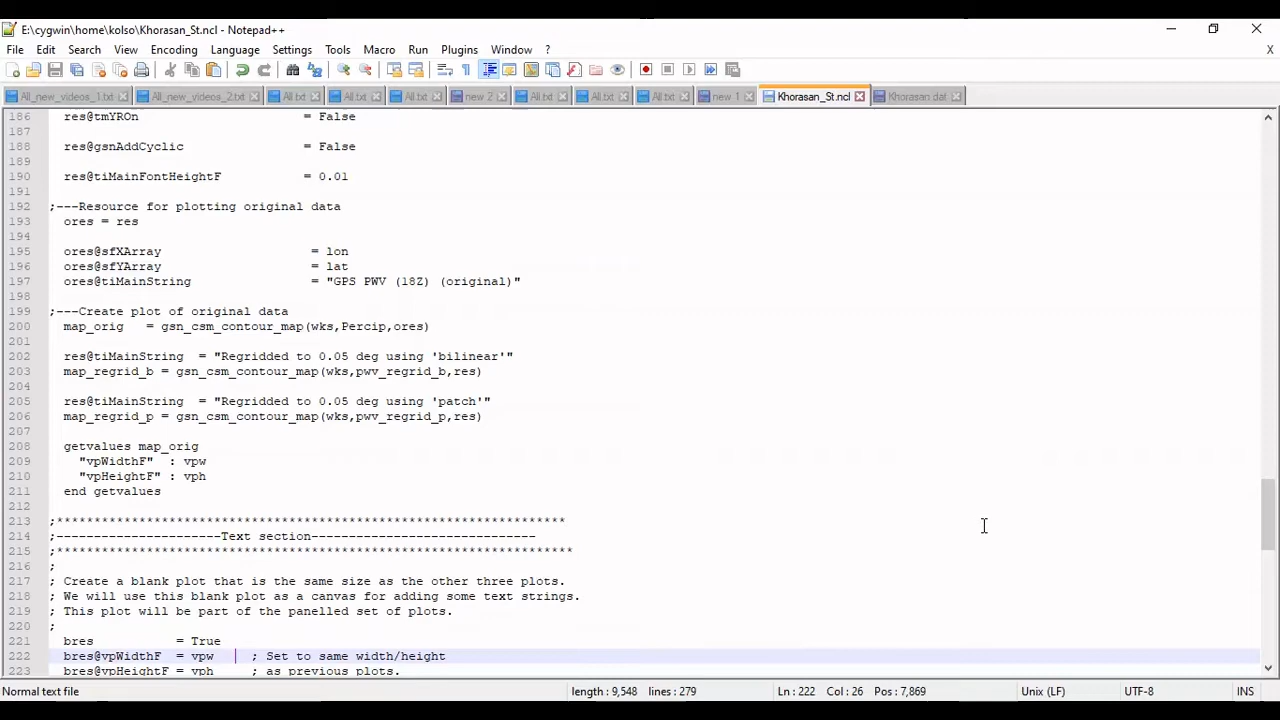 E:\cygwin\home\kolso\Khorasan_St.ncl - Notepad++
File Edit Search View Encoding Language Settings Tools Macro Run Plugins Window ? X
All_new_videos_1.txt All_new_videos_2.txt All.txt All.txt All.txt new 2 All.txt All.txt All.txt new 1 Khorasan_St.ncl Khorasan dat
186 res@tmYROn = False
187
188 res@gsnAddCyclic = False
189
190 res@tiMainFontHeightF = 0.01
191
192 ;---Resource for plotting original data
193 ores = res
194
195 ores@sfXArray = lon
196 ores@sfYArray = lat
197 ores@tiMainString = "GPS PWV (18Z) (original)"
198
199 ;---Create plot of original data
200 map_orig = gsn_csm_contour_map(wks,Percip,ores)
201
202 res@tiMainString = "Regridded to 0.05 deg using 'bilinear'"
203 map_regrid_b = gsn_csm_contour_map(wks,pwv_regrid_b,res)
204
205 res@tiMainString = "Regridded to 0.05 deg using 'patch'"
206 map_regrid_p = gsn_csm_contour_map(wks,pwv_regrid_p,res)
207
208 getvalues map_orig
209 "vpWidthF" : vpw
210 "vpHeightF" : vph
211 end getvalues
212
213 ;********************************************************************
214 ;----------------------Text section------------------------------
215 ;*********************************************************************
216 ;
217 ; Create a blank plot that is the same size as the other three plots.
218 ; We will use this blank plot as a canvas for adding some text strings.
219 ; This plot will be part of the panelled set of plots.
220 ;
221 bres = True
222 bres@vpWidthF = vpw ; Set to same width/height
223 bres@vpHeightF = vph ; as previous plots.
Normal text file length : 9,548 lines : 279 Ln : 222 Col : 26 Pos : 7,869 Unix (LF) UTF-8 INS